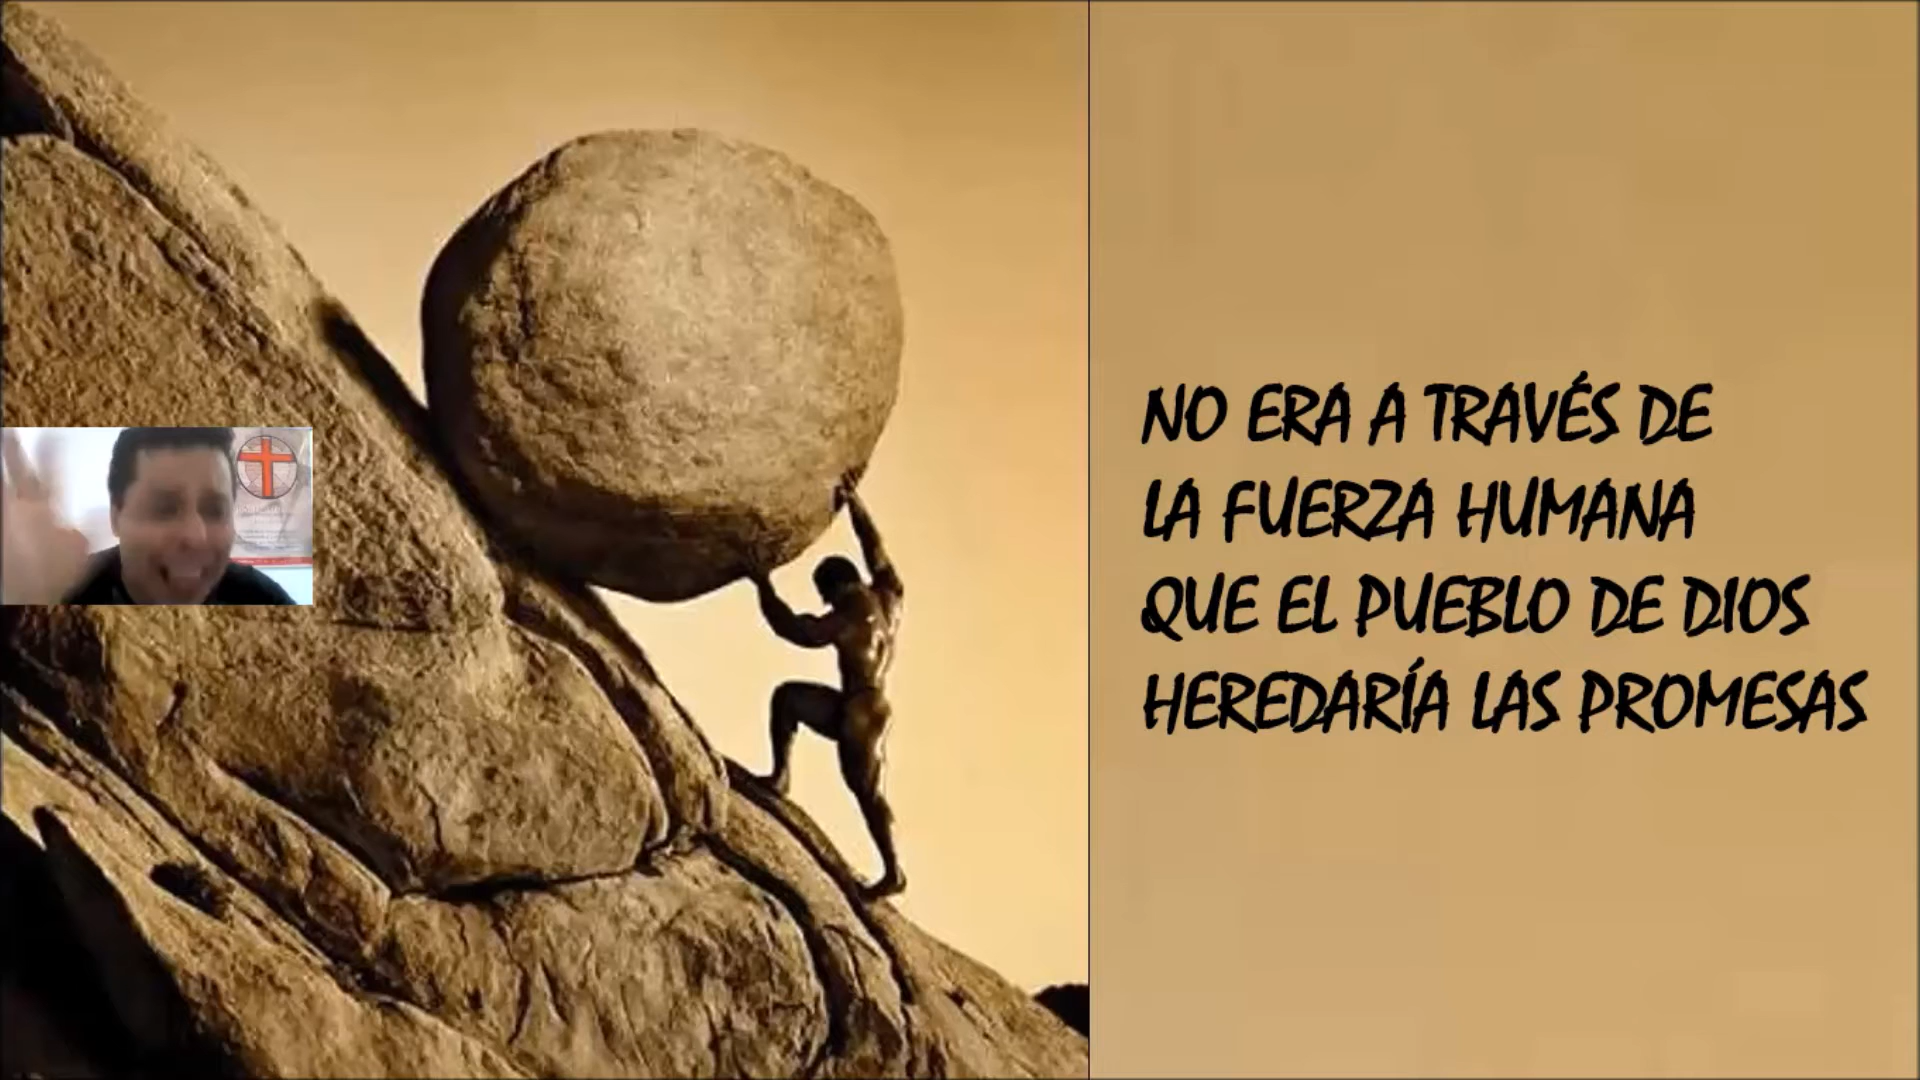 NO ERA A TRAVÉS DE
LA FUERZA HUMANA
QUE EL PUEBLO DE DIOS
HEREDARÍA LAS PROMESAS